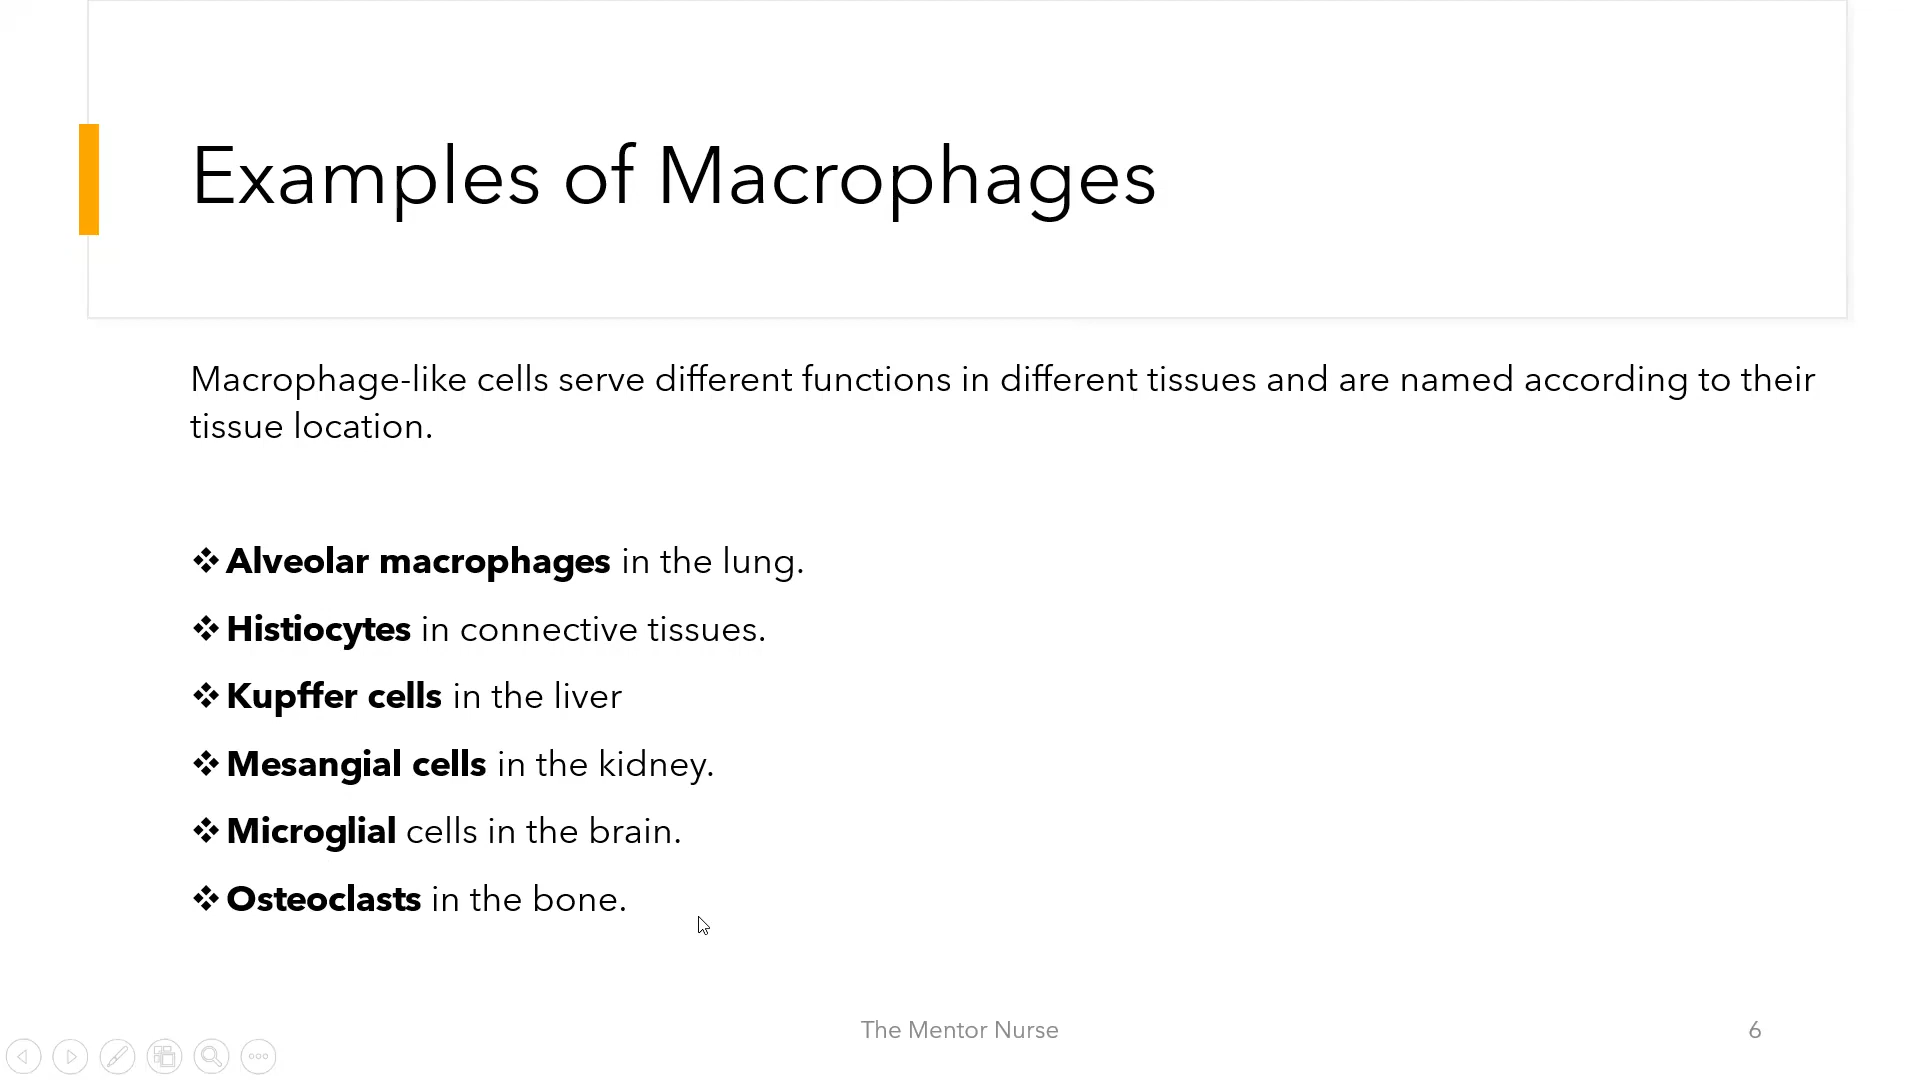 Examples of Macrophages
Macrophage-like cells serve different functions in different tissues and are named according to their
tissue location.
❖ Alveolar macrophages in the lung.
❖ Histiocytes in connective tissues.
❖ Kupffer cells in the liver
❖ Mesangial cells in the kidney.
❖ Microglial cells in the brain.
❖ Osteoclasts in the bone.
The Mentor Nurse
6